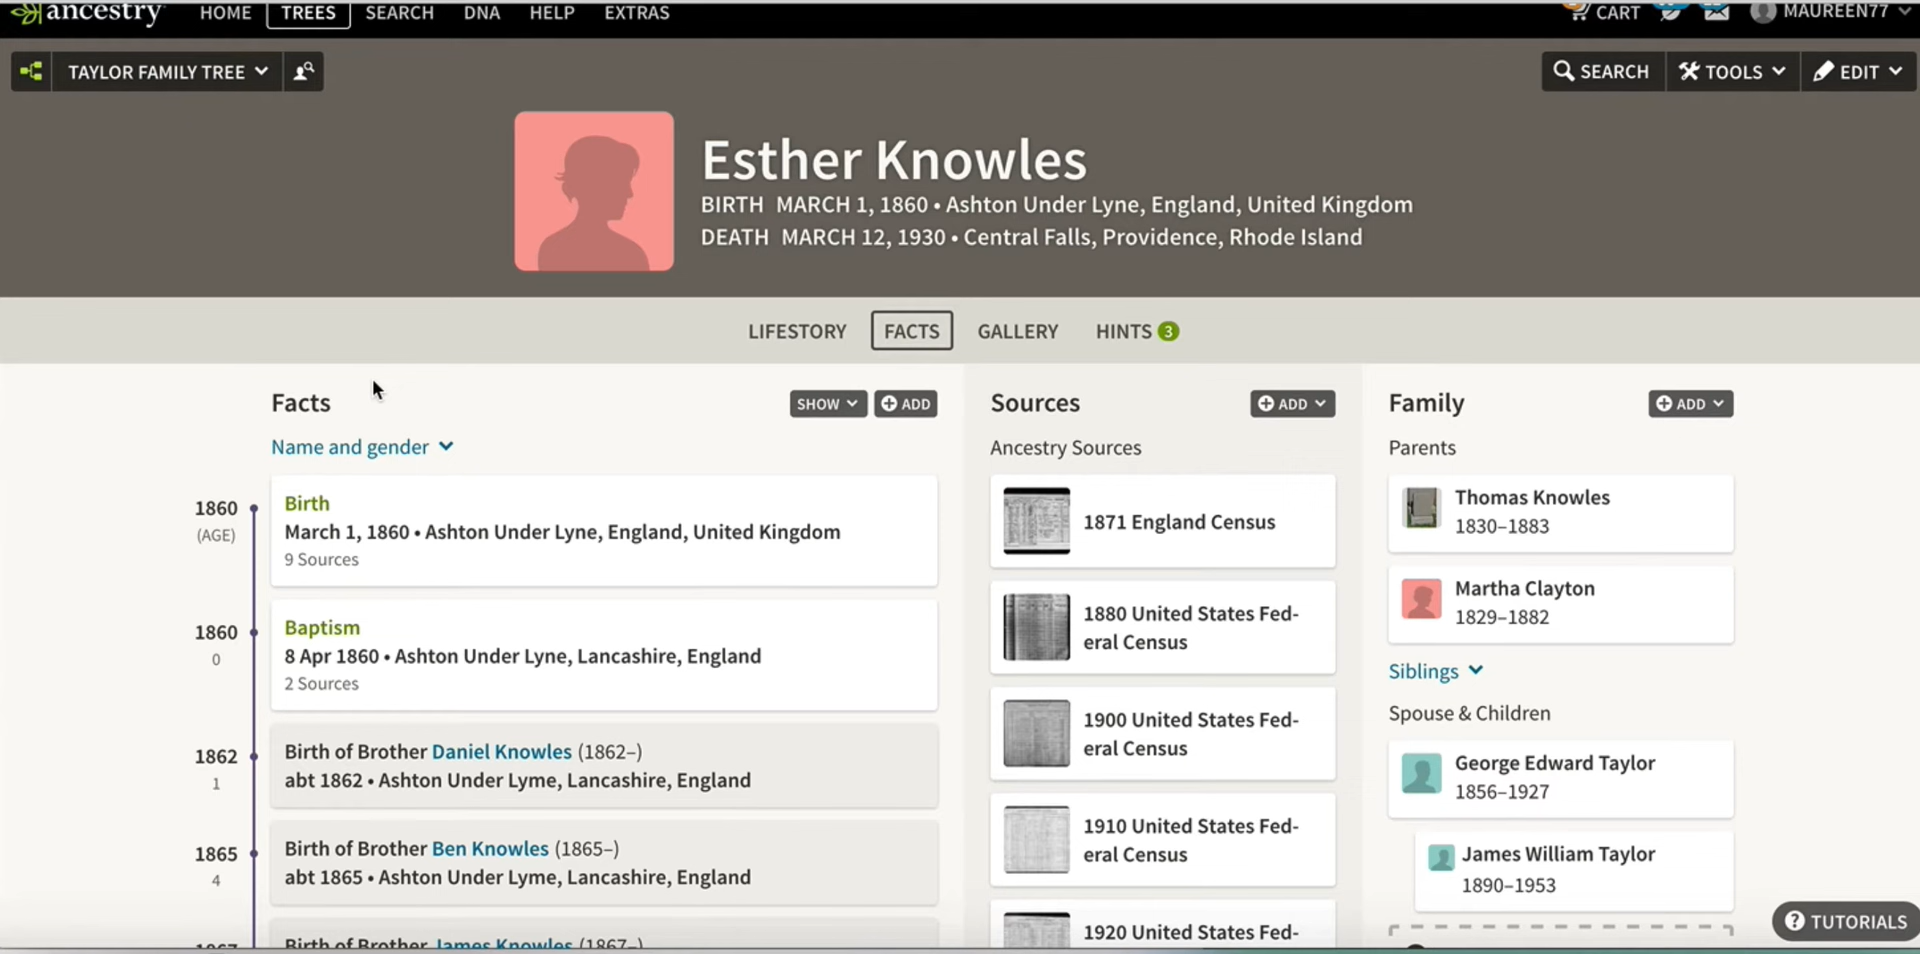 ancestry HOME TREES SEARCH DNA HELP EXTRAS CART MAUREEN77
TAYLOR FAMILY TREE SEARCH TOOLS EDIT
Esther Knowles
BIRTH MARCH 1, 1860 • Ashton Under Lyne, England, United Kingdom
DEATH MARCH 12, 1930 • Central Falls, Providence, Rhode Island
LIFESTORY FACTS GALLERY HINTS 3
Facts SHOW ADD
Name and gender
1860
(AGE)
Birth
March 1, 1860 • Ashton Under Lyne, England, United Kingdom
9 Sources
1860
0
Baptism
8 Apr 1860 • Ashton Under Lyne, Lancashire, England
2 Sources
1862
1
Birth of Brother Daniel Knowles (1862–)
abt 1862 • Ashton Under Lyme, Lancashire, England
1865
4
Birth of Brother Ben Knowles (1865–)
abt 1865 • Ashton Under Lyme, Lancashire, England
1867
Birth of Brother James Knowles (1867–)
Sources ADD
Ancestry Sources
1871 England Census
1880 United States Fed-
eral Census
1900 United States Fed-
eral Census
1910 United States Fed-
eral Census
1920 United States Fed-
Family ADD
Parents
Thomas Knowles
1830–1883
Martha Clayton
1829–1882
Siblings
Spouse & Children
George Edward Taylor
1856–1927
James William Taylor
1890–1953
? TUTORIALS